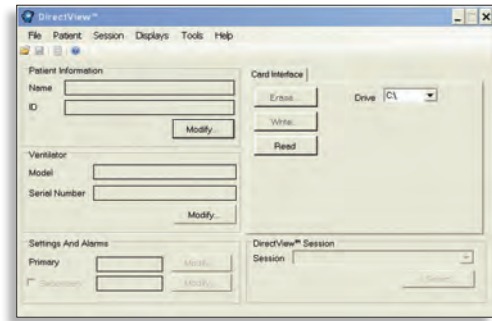 DirectView™
File Patient Session Displays Tools Help
Patient Information
Name
ID
Modify...
Ventilator
Model
Serial Number
Modify...
Settings And Alarms
Primary
Modify...
Secondary
Modify...
Card Interface
Erase...
Drive C:\
Write...
Read
DirectView™ Session
Session